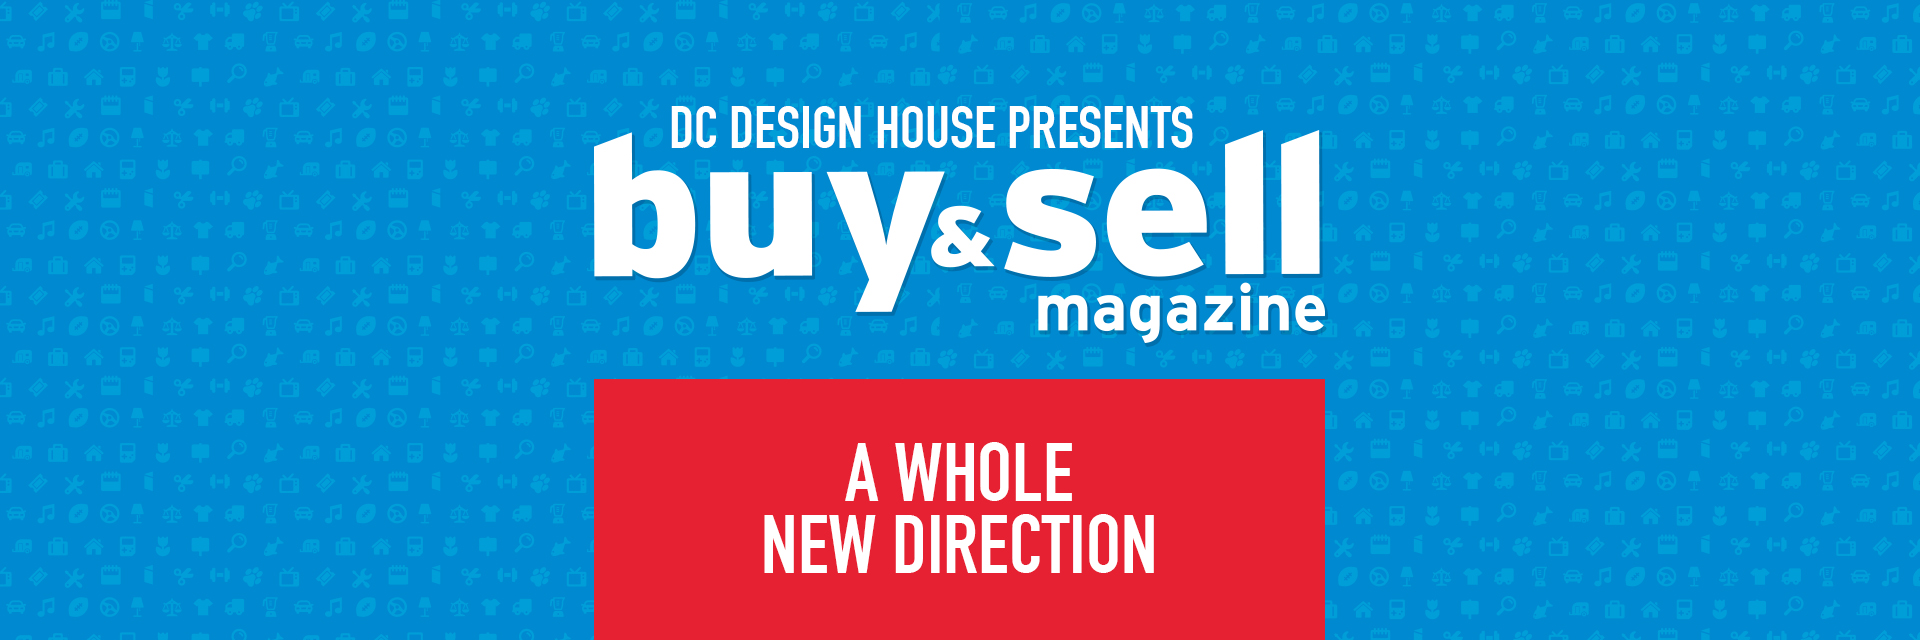 DC DESIGN HOUSE PRESENTS
buy&sell
magazine
A WHOLE
NEW DIRECTION